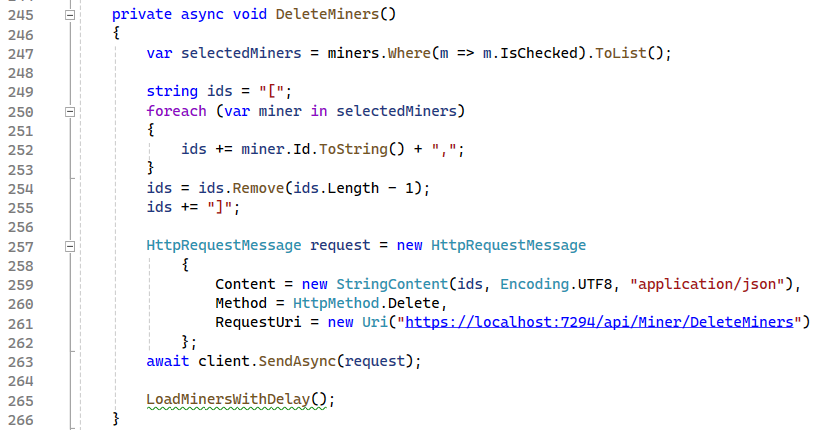 245 private async void DeleteMiners()
246 {
247 var selectedMiners = miners.Where(m => m.IsChecked).ToList();
248
249 string ids = "[";
250 foreach (var miner in selectedMiners)
251 {
252 ids += miner.Id.ToString() + ",";
253 }
254 ids = ids.Remove(ids.Length - 1);
255 ids += "]";
256
257 HttpRequestMessage request = new HttpRequestMessage
258 {
259 Content = new StringContent(ids, Encoding.UTF8, "application/json"),
260 Method = HttpMethod.Delete,
261 RequestUri = new Uri("https://localhost:7294/api/Miner/DeleteMiners")
262 };
263 await client.SendAsync(request);
264
265 LoadMinersWithDelay();
266 }